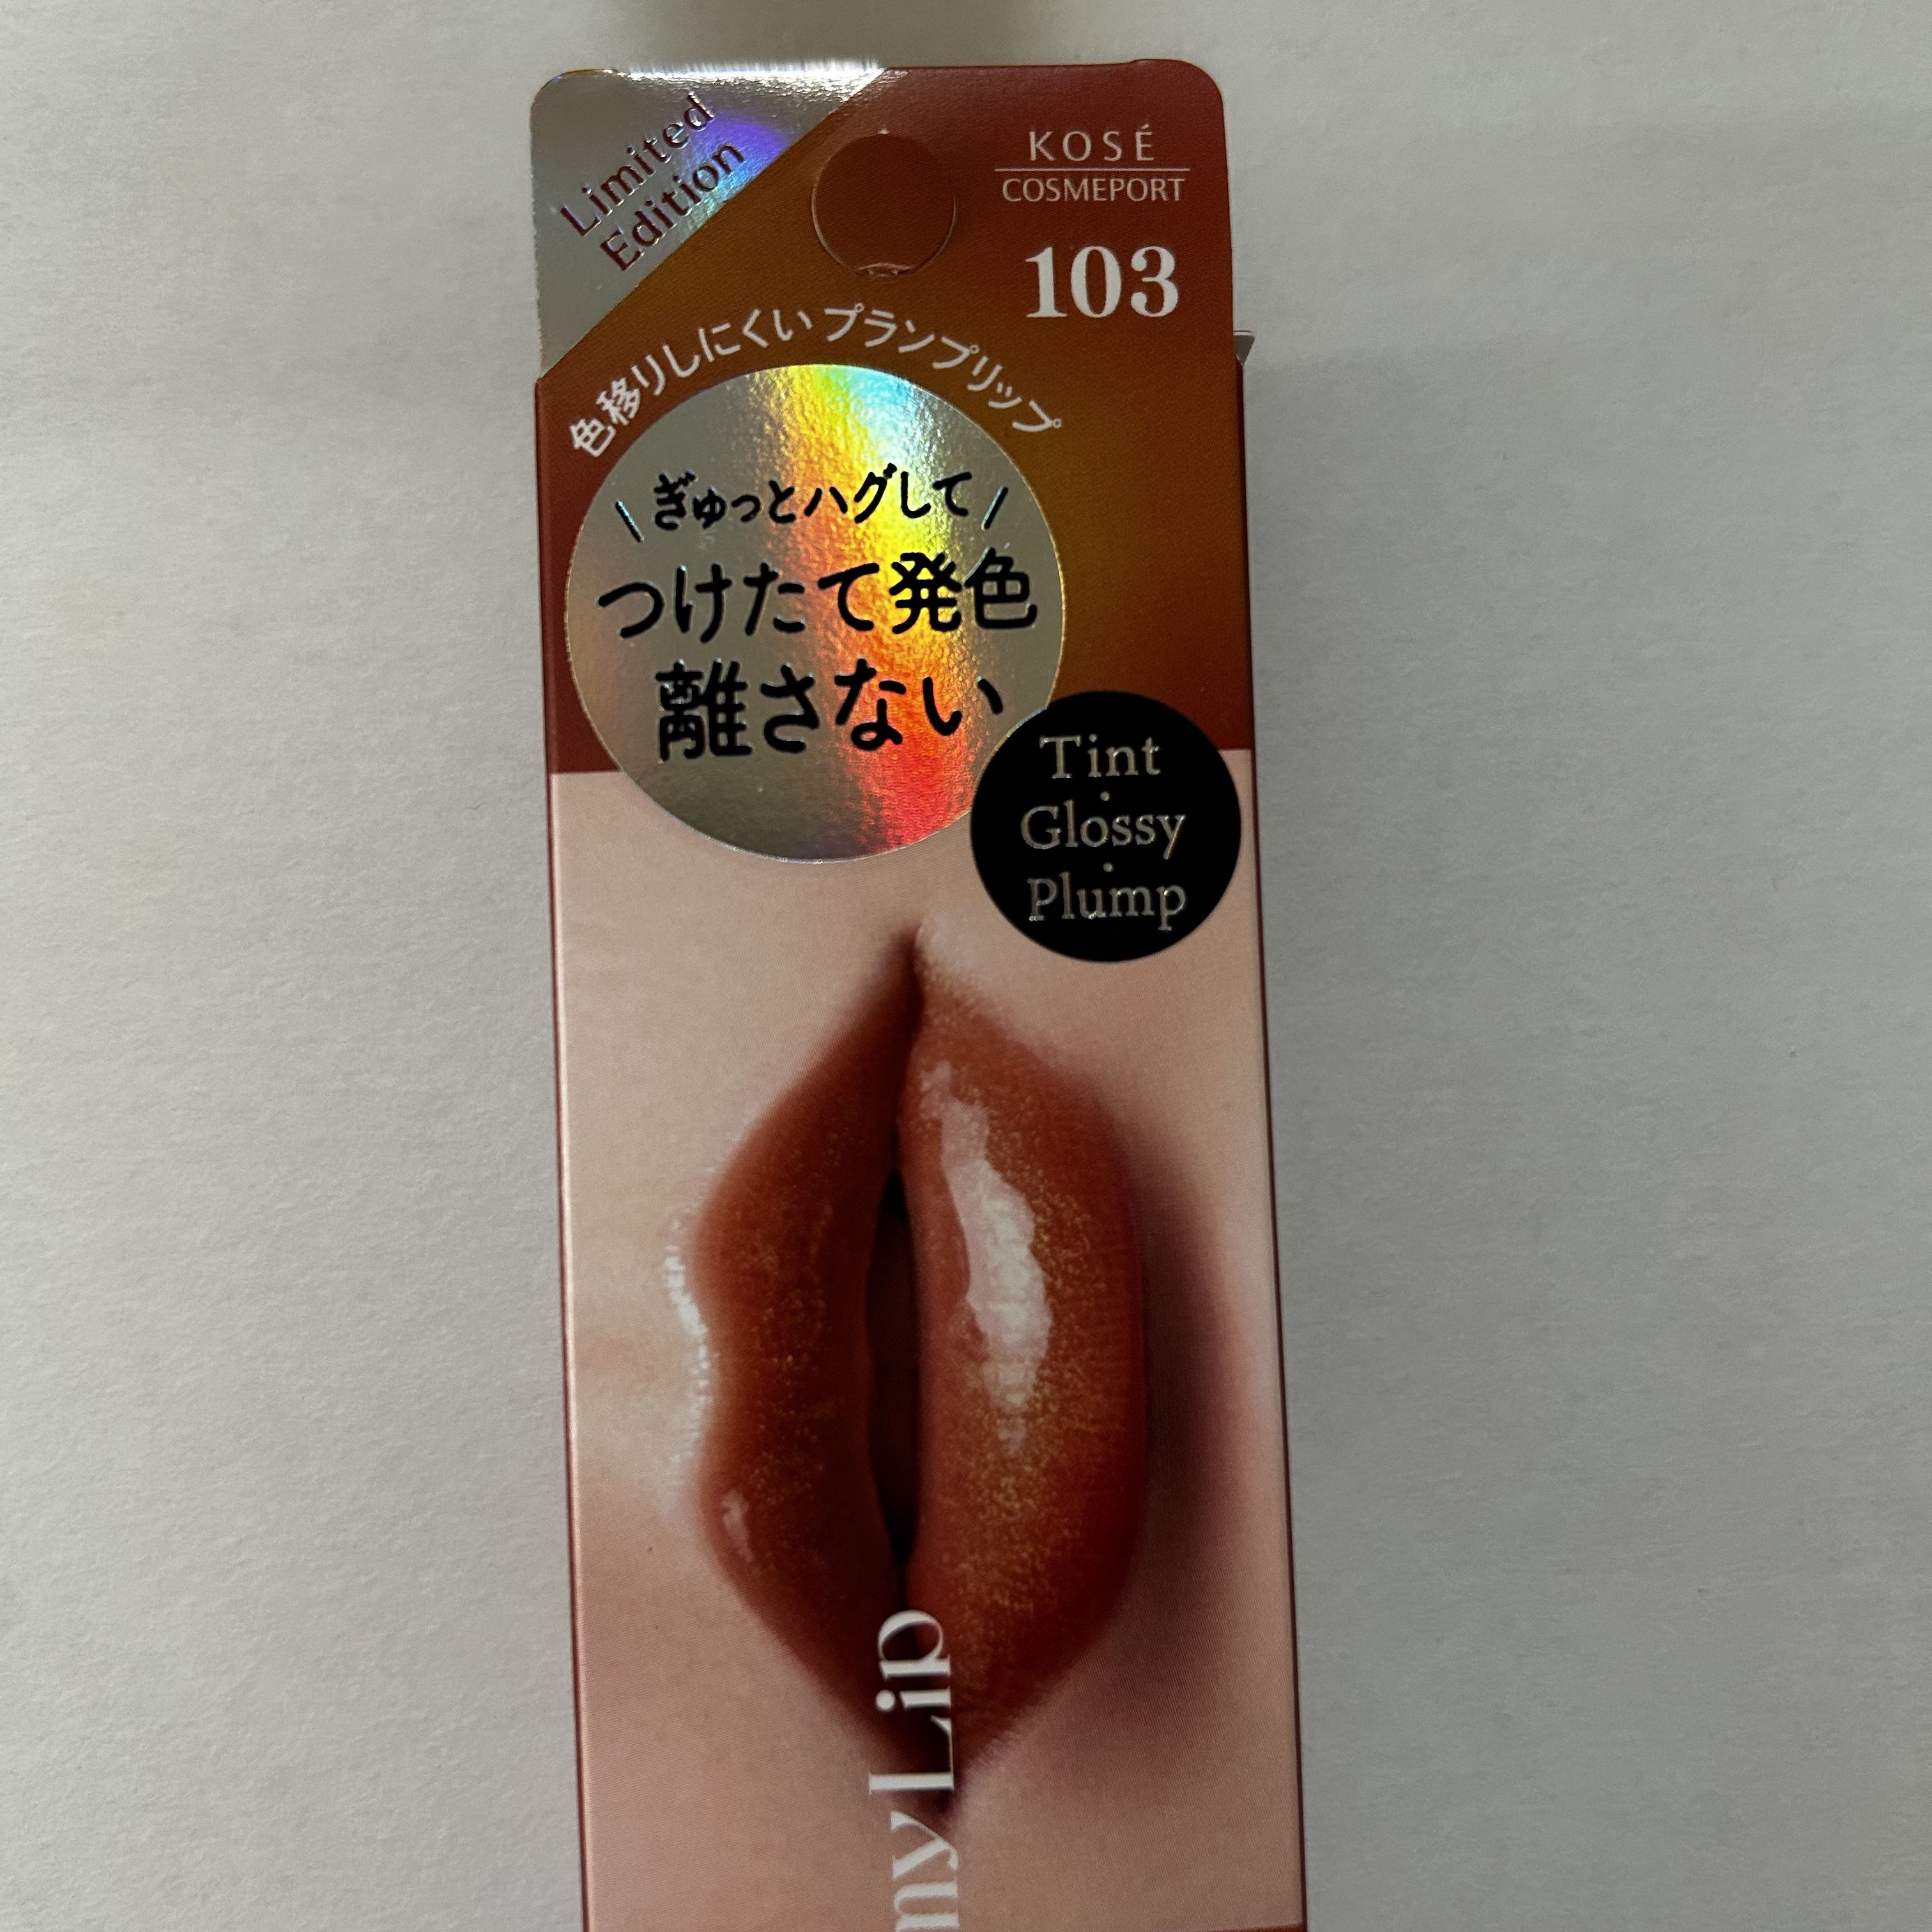 Limited
Edition
KOSÉ
COSMEPORT
103
色移りしにくいプランプリップ
\ぎゅっとハグして/
つけたて発色
離さない
Tint
・
Glossy
・
Plump
my Lip